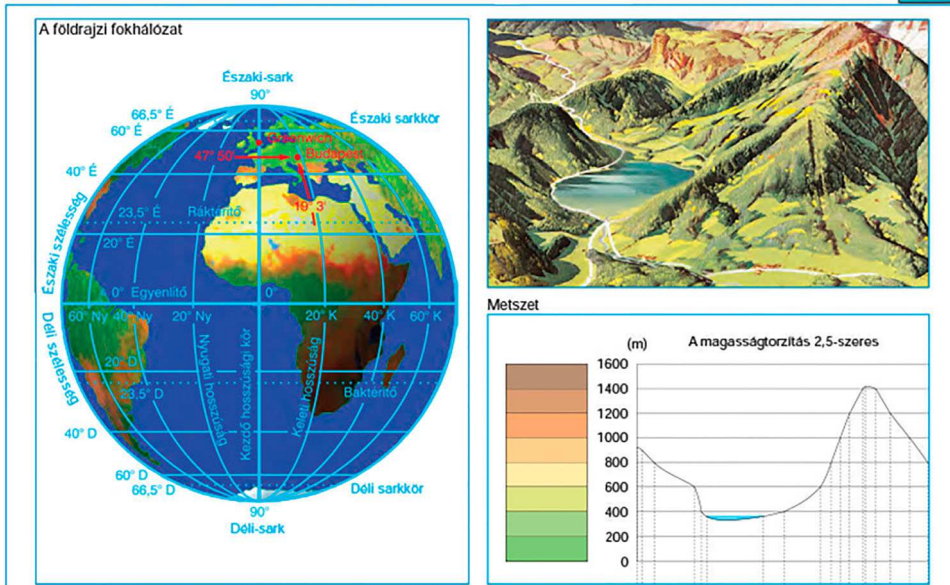 A földrajzi fokhálózat
Északi-sark
90°
66,5° É
Északi sarkkör
60° É
Greenwich
47° 50'
Budapest
40° É
19° 3'
23,5° É
Ráktérítő
20° É
Északi szélesség
0° Egyenlítő
0°
60° Ny
40° Ny
20° Ny
20° K
40° K
60° K
Déli szélesség
Nyugati hosszúság
Kezdő hosszúsági kör
Keleti hosszúság
20° D
23,5° D
Baktérítő
40° D
60° D
66,5° D
Déli sarkkör
90°
Déli-sark
Metszet
(m)
A magasságtorzítás 2,5-szeres
1600
1400
1200
1000
800
600
400
200
0